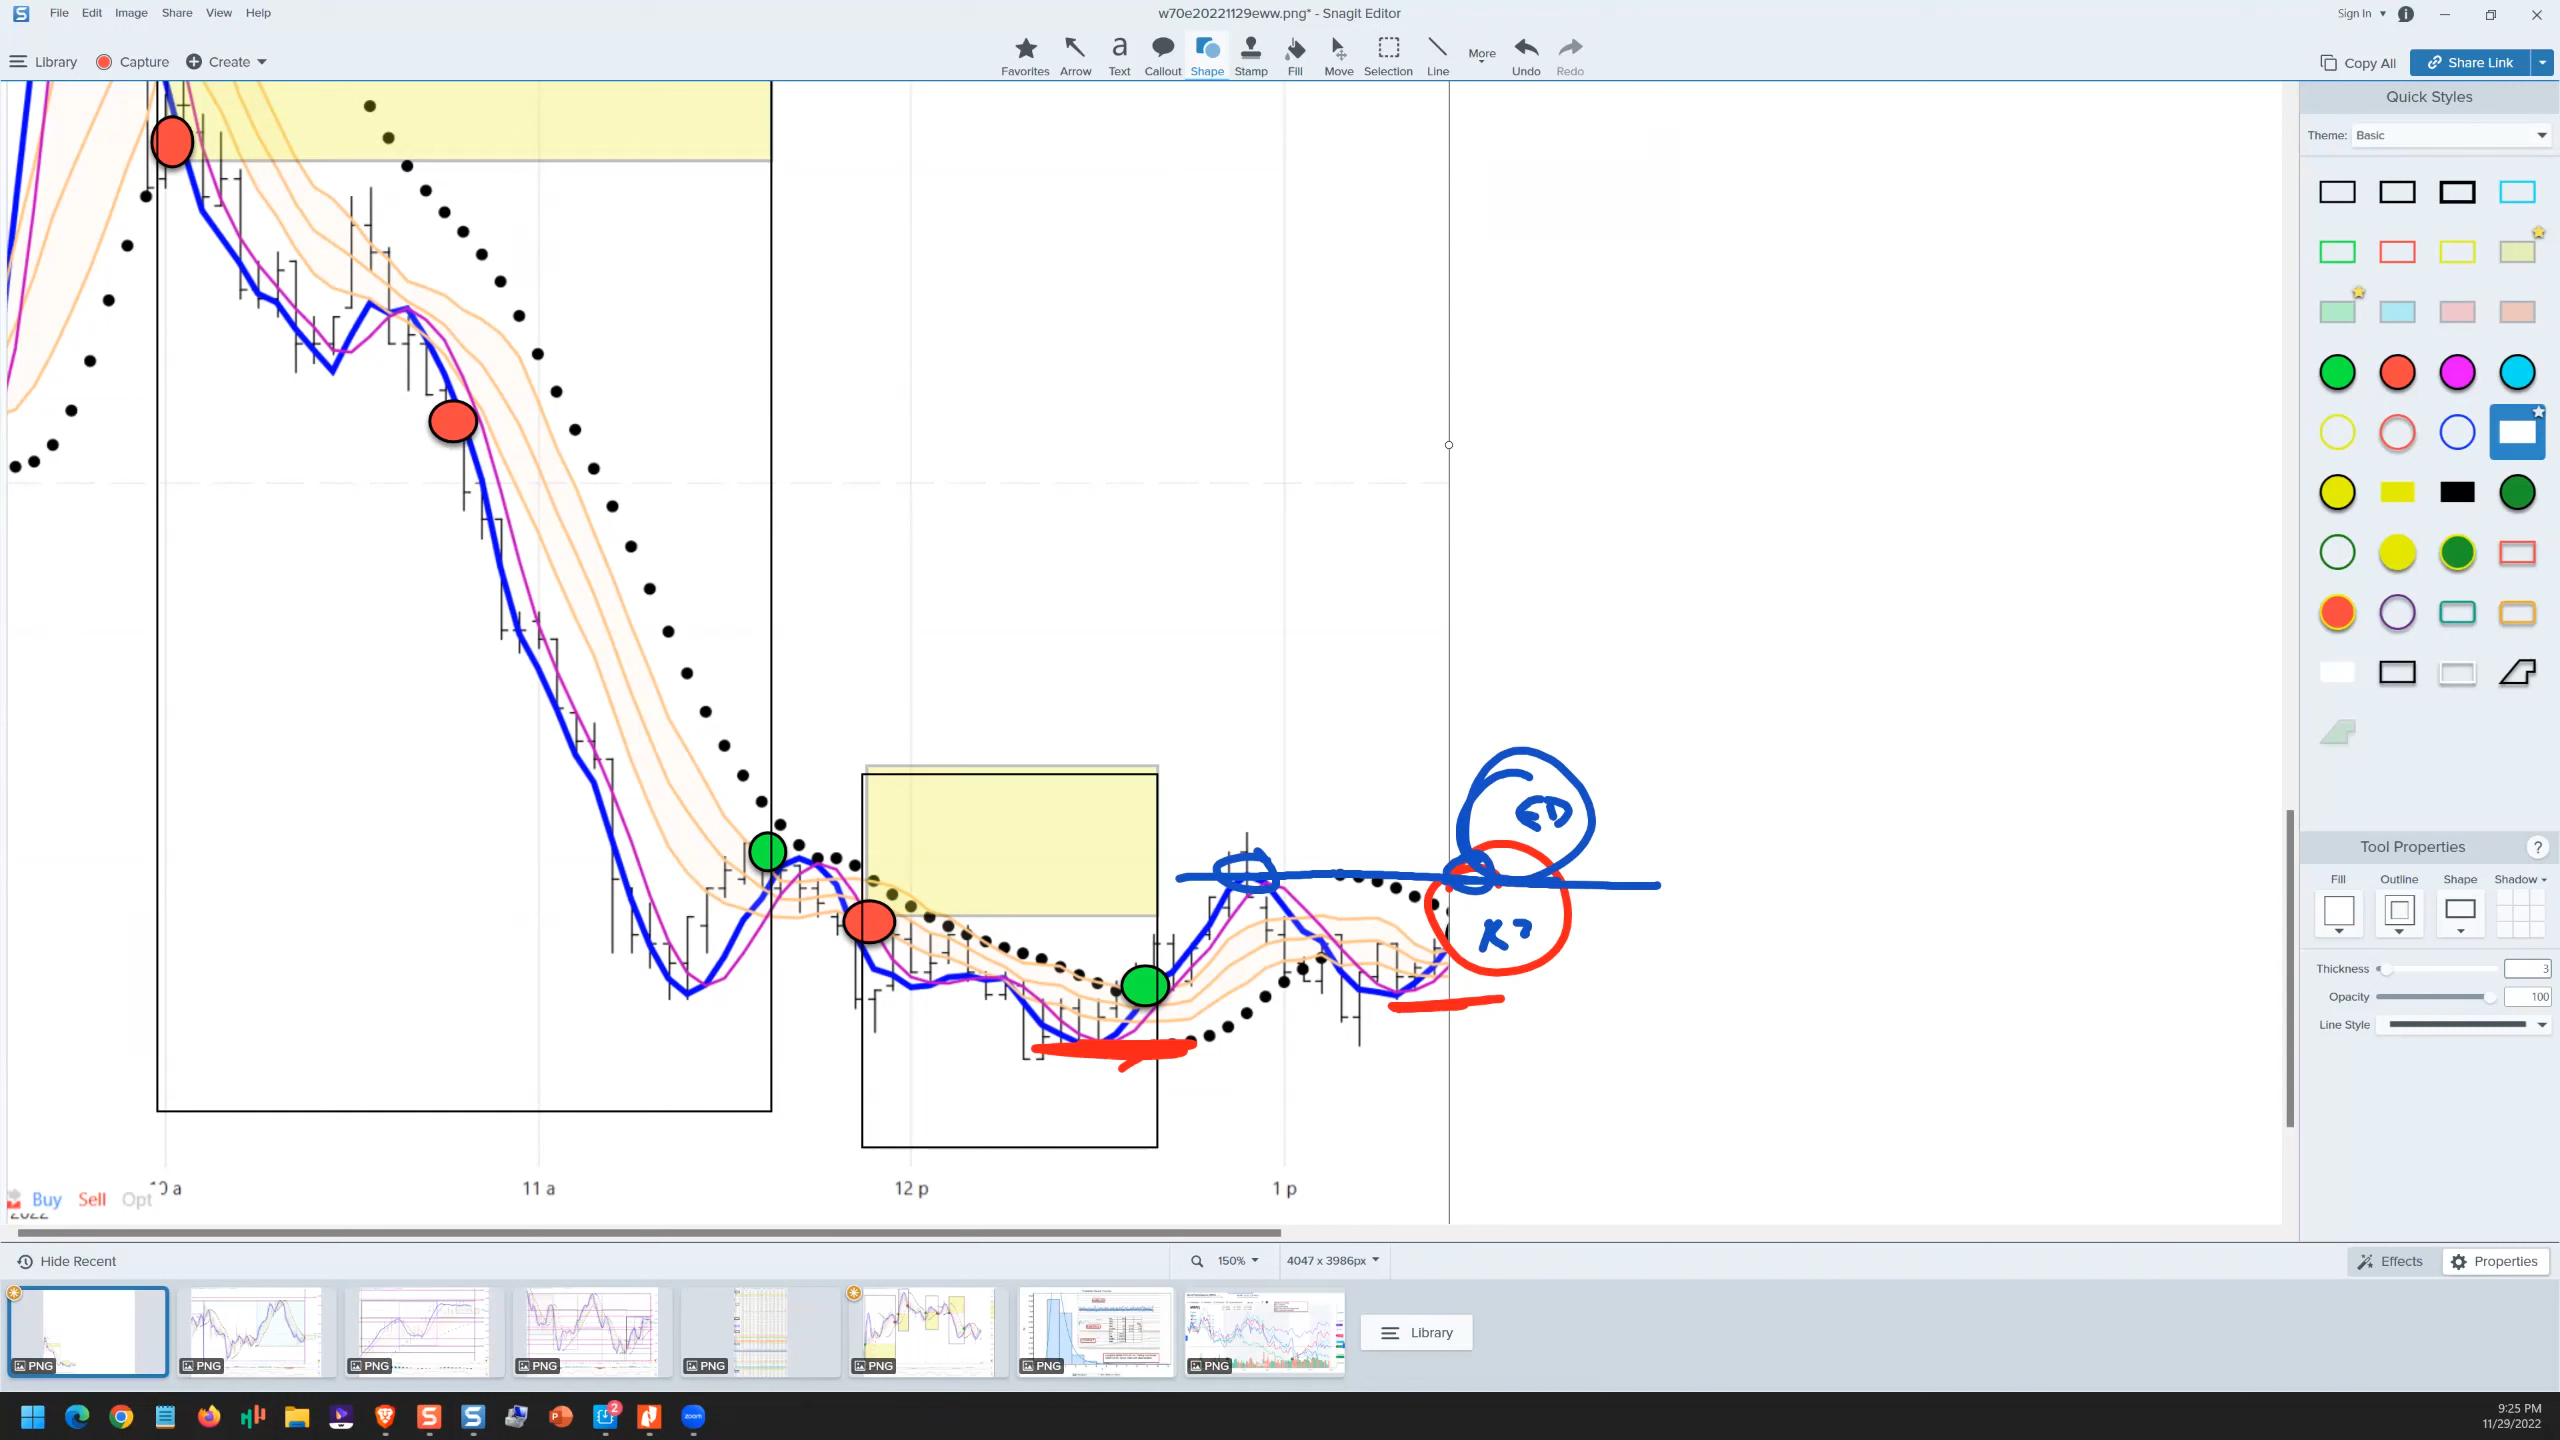 File Edit Image Share View Help
w70e20221129eww.png* - Snagit Editor
Sign In
Library Capture Create
Favorites Arrow Text Callout Shape Stamp Fill Move Selection Line More Undo Redo
Copy All Share Link
Quick Styles
Theme: Basic
Tool Properties
?
Fill Outline Shape Shadow
Thickness 3
Opacity 100
Line Style
10 a 11 a 12 p 1 p
Buy Sell Opt
2022
Hide Recent
150% 4047 x 3986px
Effects Properties
PNG PNG PNG PNG PNG PNG PNG PNG
Library
2
zoom
9:25 PM
11/29/2022